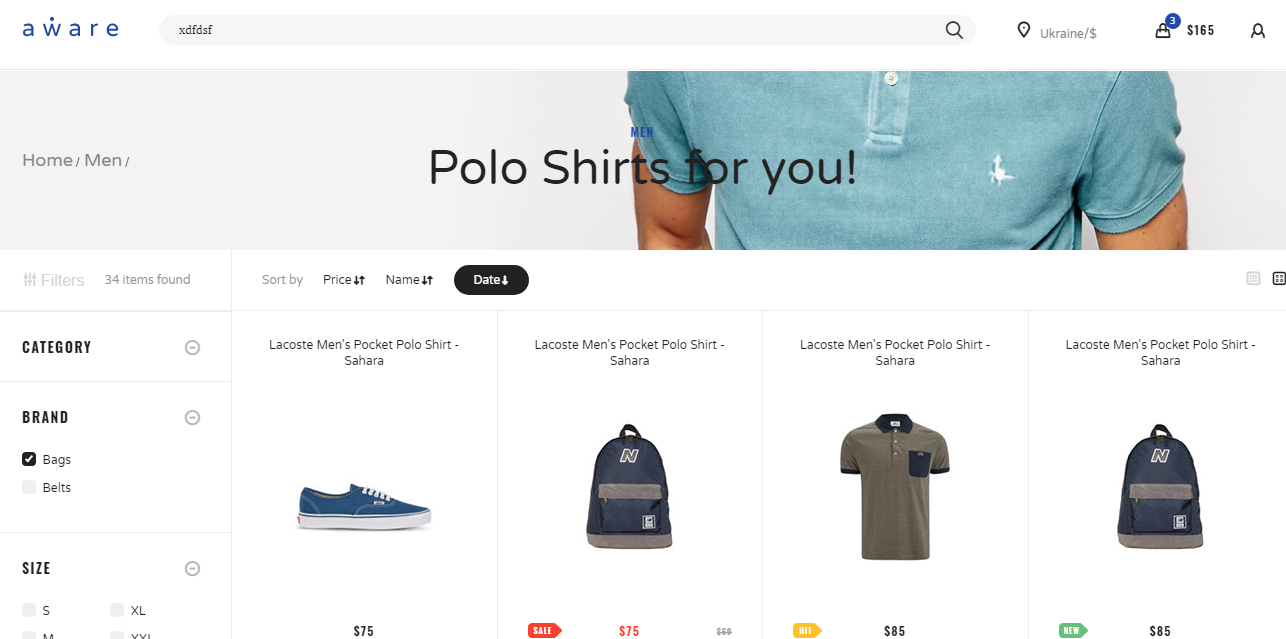 aware
xdfdsf
Ukraine/$
3
$165
MEN
Home / Men /
Polo Shirts for you!
Filters
34 items found
Sort by
Price
Name
Date
CATEGORY
BRAND
Bags
Belts
SIZE
S
XL
M
XXL
Lacoste Men's Pocket Polo Shirt -
Sahara
$75
Lacoste Men's Pocket Polo Shirt -
Sahara
N
SALE
$75
Lacoste Men's Pocket Polo Shirt -
Sahara
HIT
$85
Lacoste Men's Pocket Polo Shirt -
Sahara
N
NEW
$85